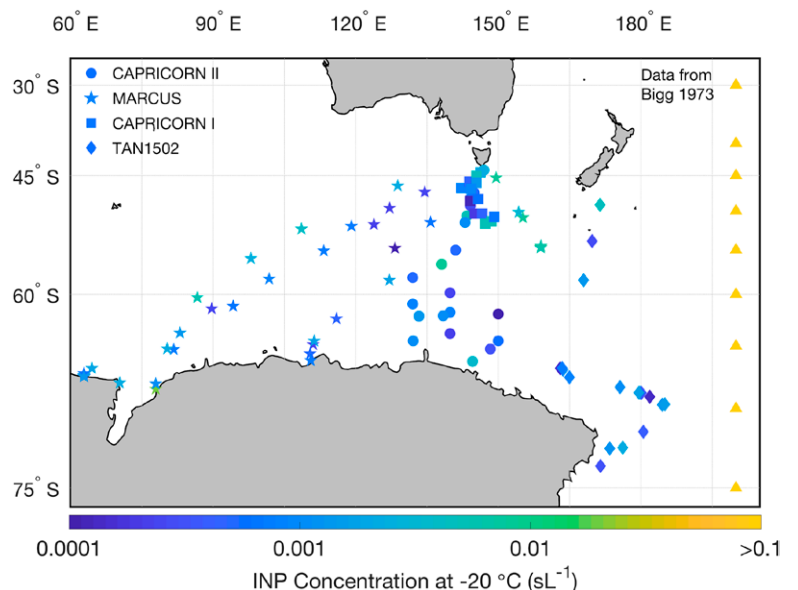 60° E 90° E 120° E 150° E 180° E
CAPRICORN II
MARCUS
CAPRICORN I
TAN1502
Data from
Bigg 1973
30° S
45° S
60° S
75° S
0.0001 0.001 0.01 >0.1
INP Concentration at -20 °C (sL⁻¹)